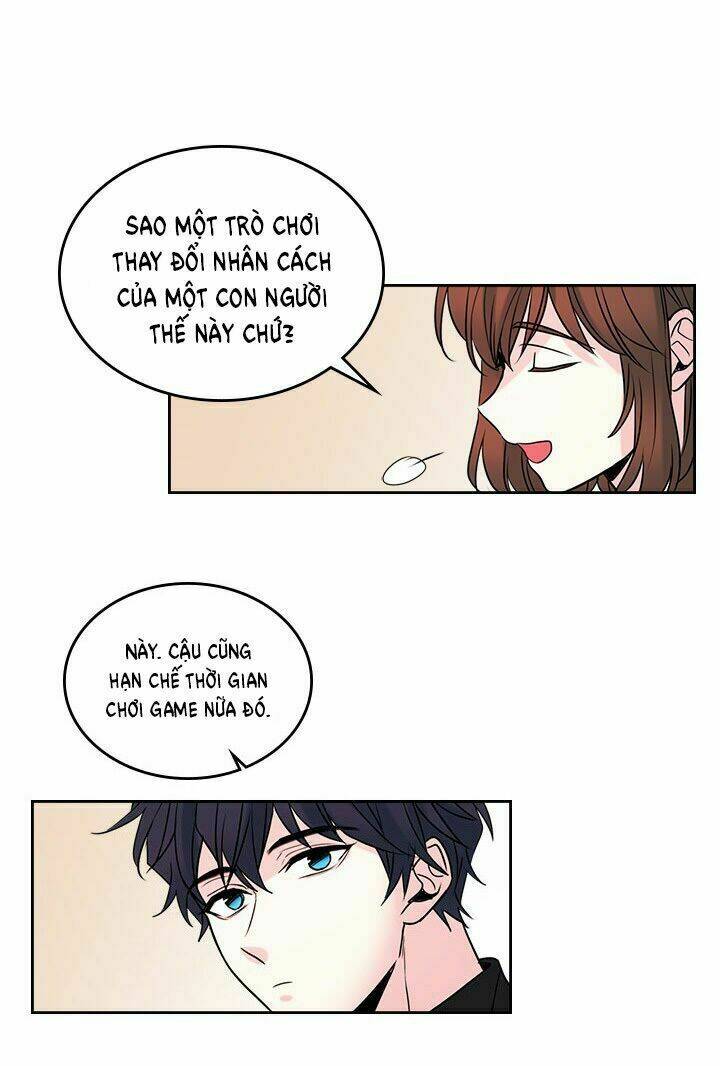 SAO MỘT TRÒ CHƠI
THAY ĐỔI NHÂN CÁCH
CỦA MỘT CON NGƯỜI
THẾ NÀY CHỨ?
NÀY. CẬU CŨNG
HẠN CHẾ THỜI GIAN
CHƠI GAME NỮA ĐÓ.